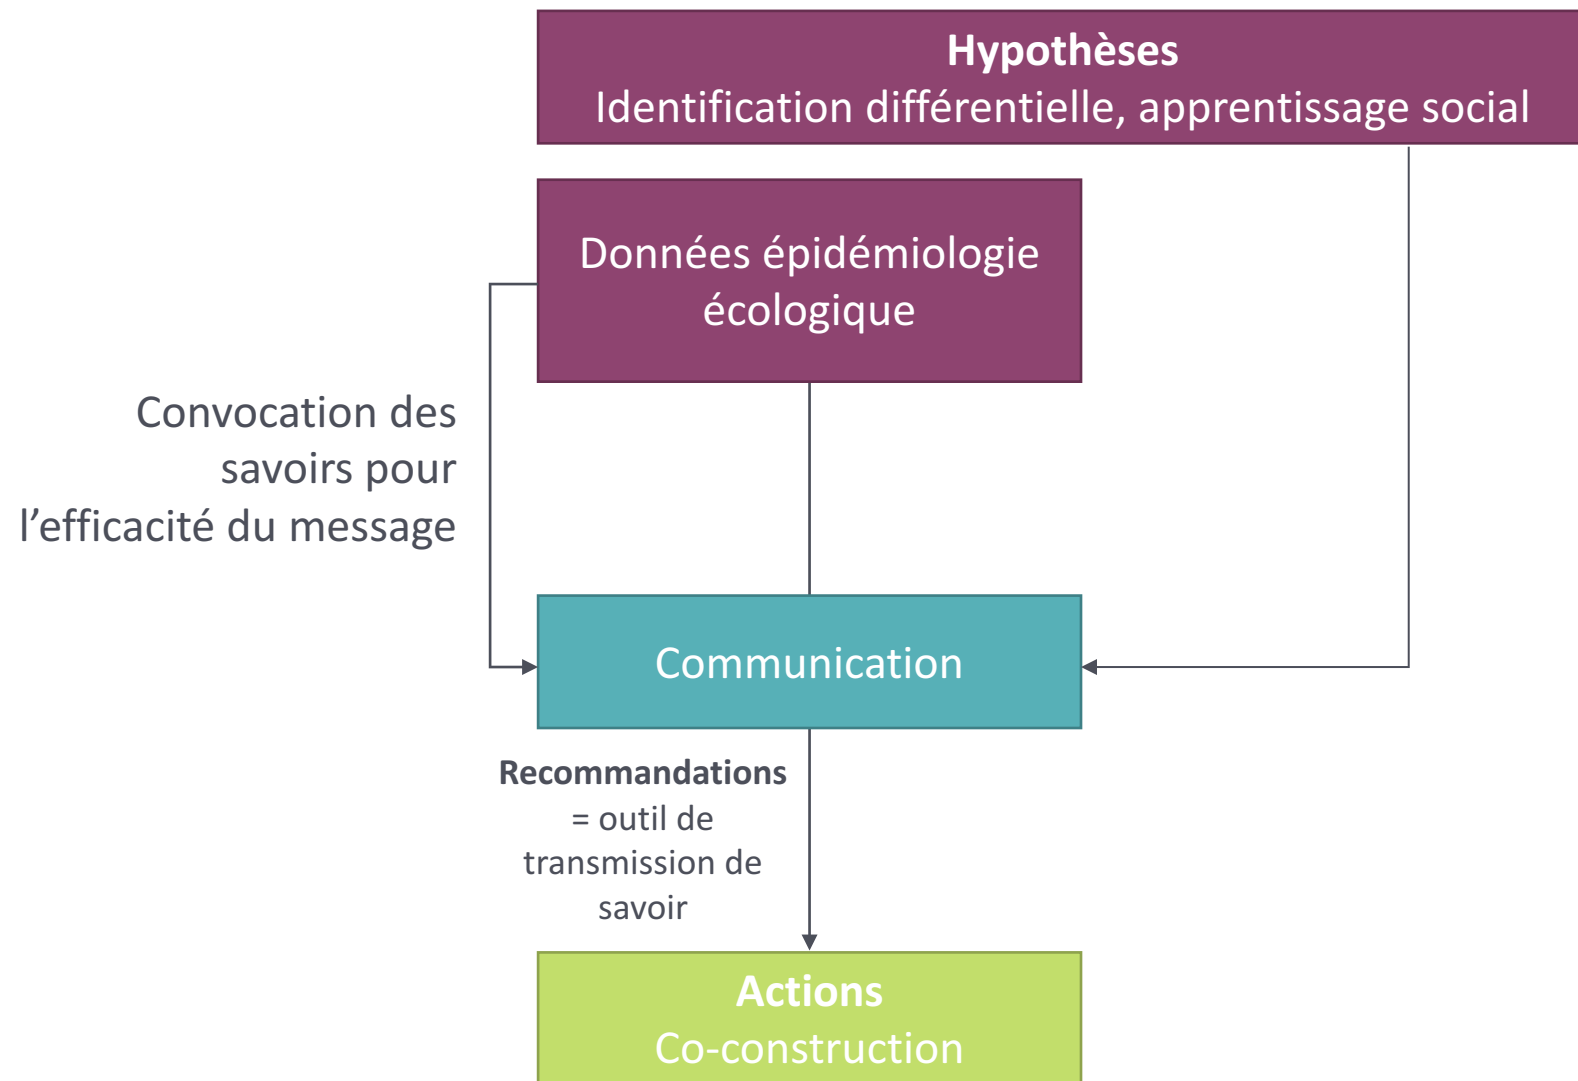 Hypothèses
Identification différentielle, apprentissage social
Données épidémiologie
écologique
Convocation des
savoirs pour
l’efficacité du message
Communication
Recommandations
= outil de
transmission de
savoir
Actions
Co-construction